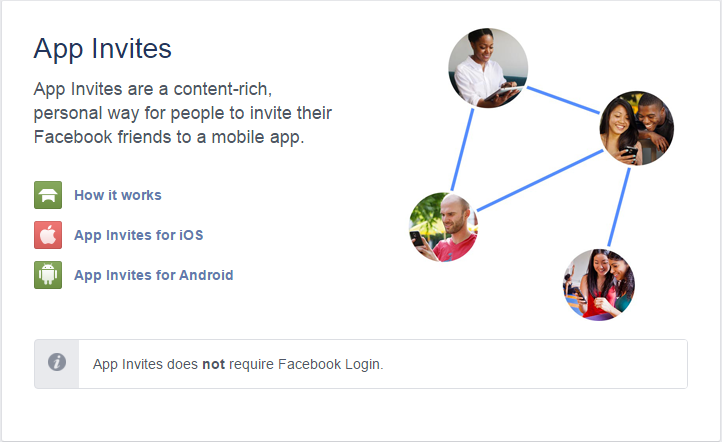 App Invites
App Invites are a content-rich,
personal way for people to invite their
Facebook friends to a mobile app.
How it works
App Invites for iOS
App Invites for Android
App Invites does not require Facebook Login.